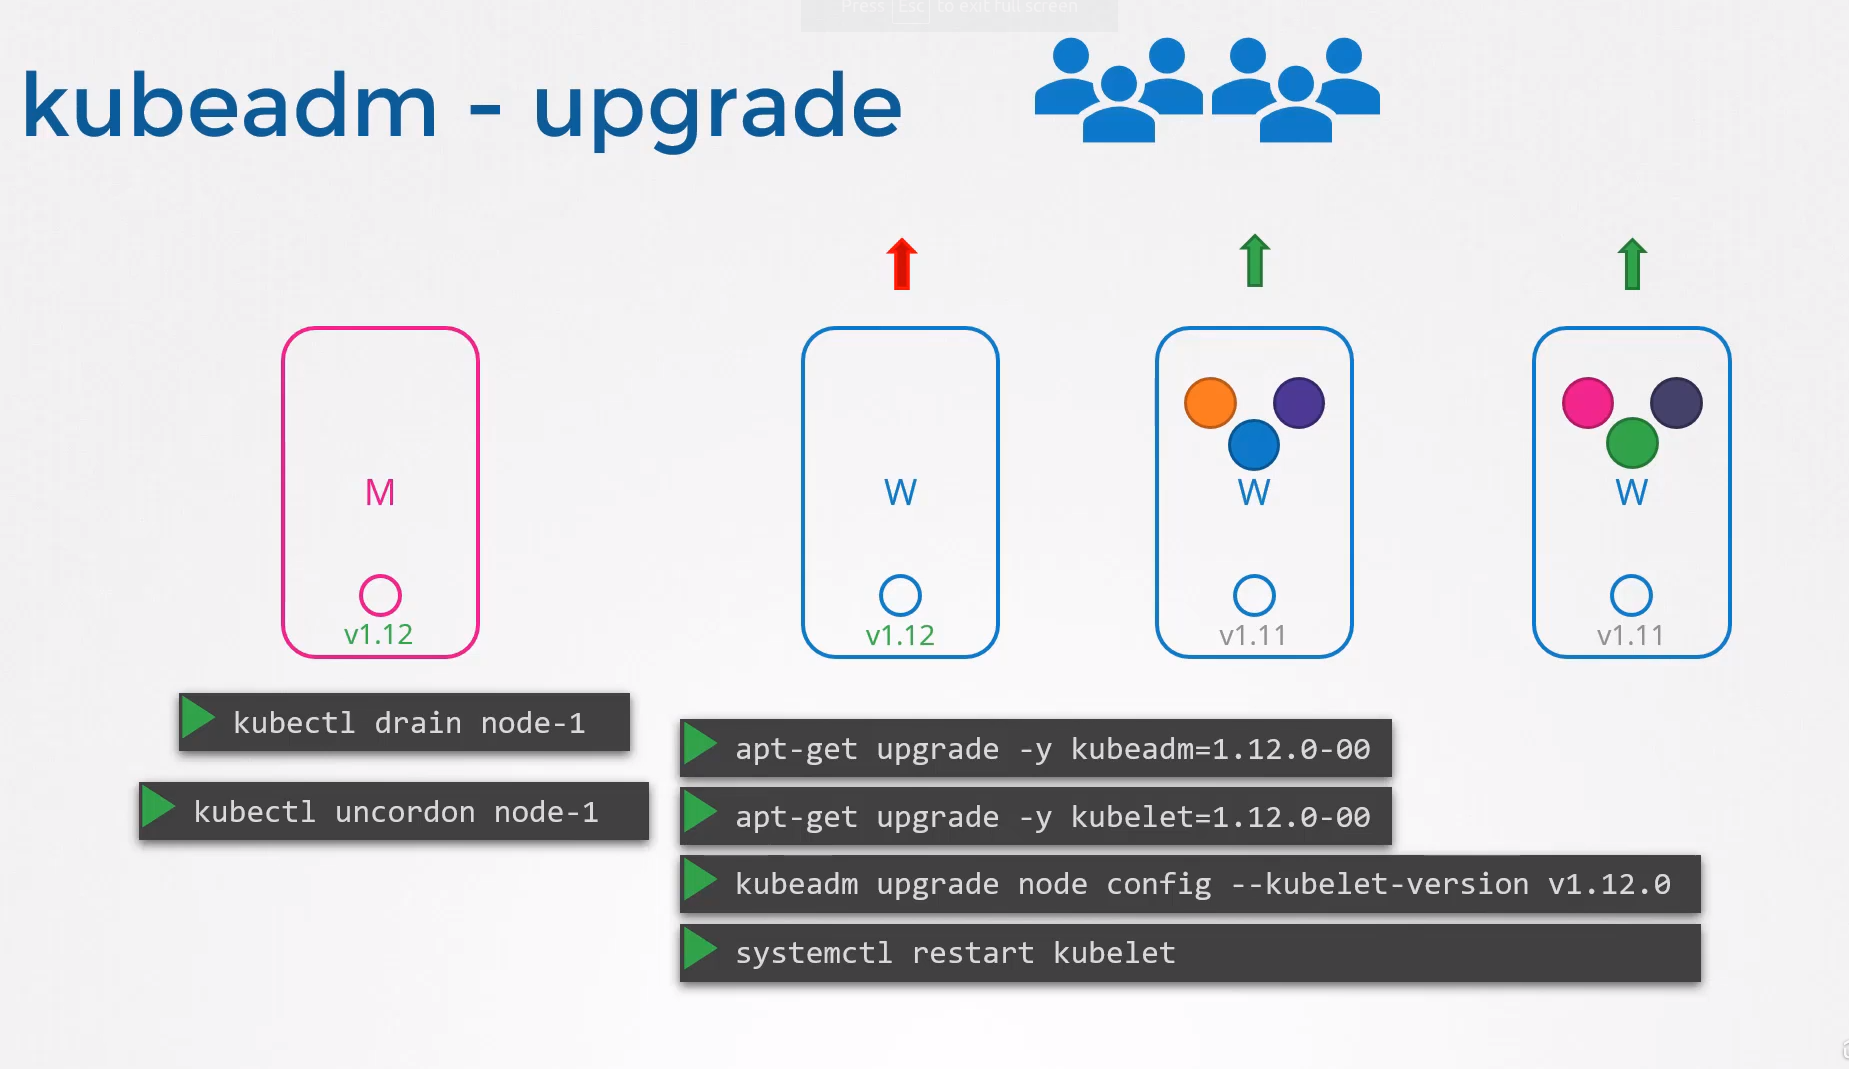 Press Esc to exit full screen
kubeadm - upgrade
M
W
W
W
v1.12
v1.12
v1.11
v1.11
kubectl drain node-1
kubectl uncordon node-1
apt-get upgrade -y kubeadm=1.12.0-00
apt-get upgrade -y kubelet=1.12.0-00
kubeadm upgrade node config --kubelet-version v1.12.0
systemctl restart kubelet